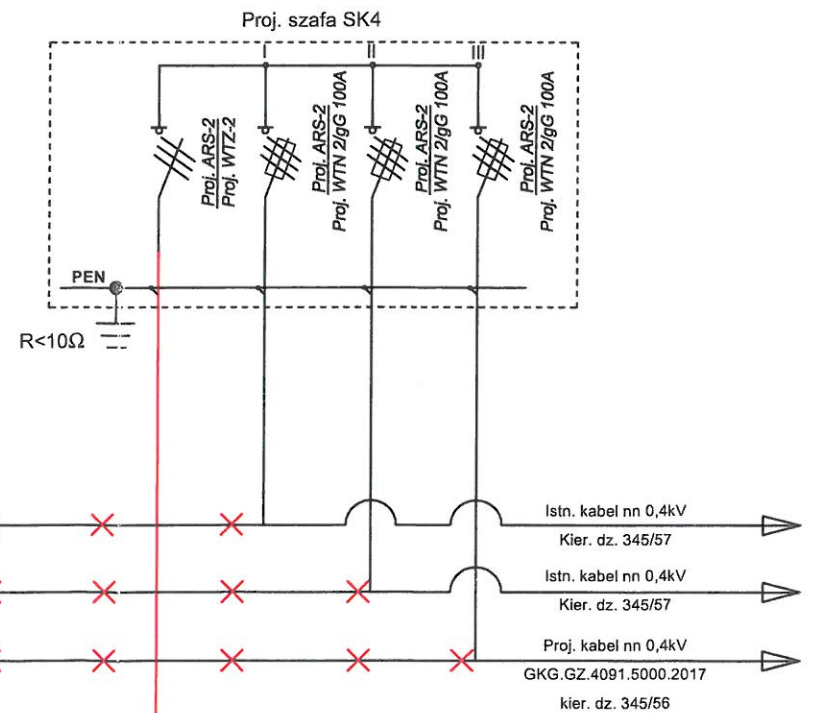 Proj. szafa SK4
I
II
III
Proj. ARS-2
Proj. WTZ-2
Proj. ARS-2
Proj. WTN 2/gG 100A
Proj. ARS-2
Proj. WTN 2/gG 100A
Proj. ARS-2
Proj. WTN 2/gG 100A
PEN
R<10Ω
Istn. kabel nn 0,4kV
Kier. dz. 345/57
Istn. kabel nn 0,4kV
Kier. dz. 345/57
Proj. kabel nn 0,4kV
GKG.GZ.4091.5000.2017
kier. dz. 345/56